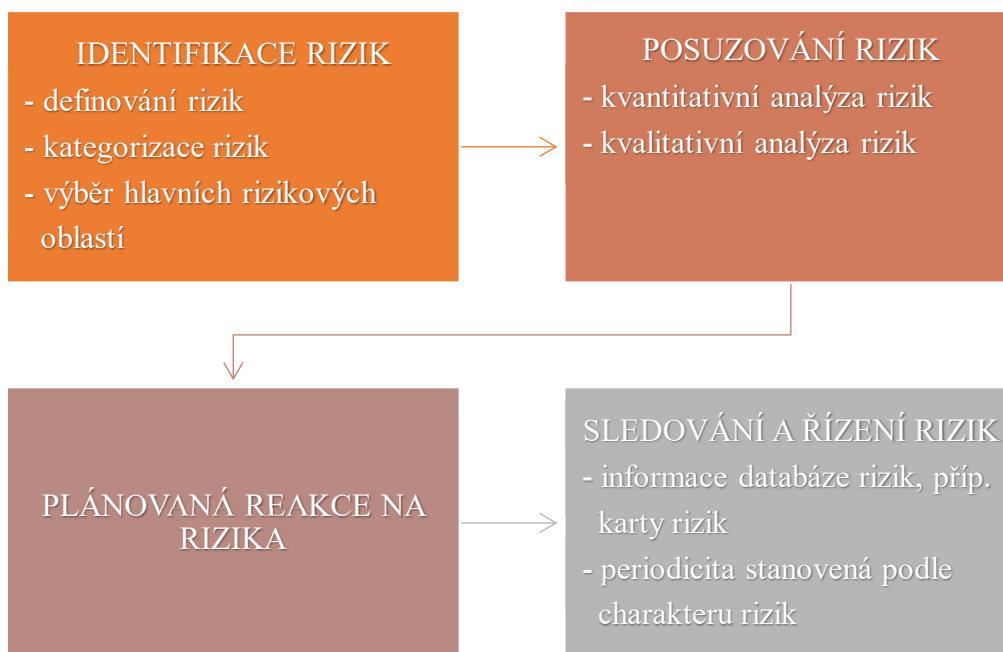 IDENTIFIKACE RIZIK
- definování rizik
- kategorizace rizik
- výběr hlavních rizikových
oblastí
POSUZOVÁNÍ RIZIK
- kvantitativní analýza rizik
- kvalitativní analýza rizik
PLÁNOVANÁ REAKCE NA
RIZIKA
SLEDOVÁNÍ A ŘÍZENÍ RIZIK
- informace databáze rizik, příp.
karty rizik
- periodicita stanovená podle
charakteru rizik